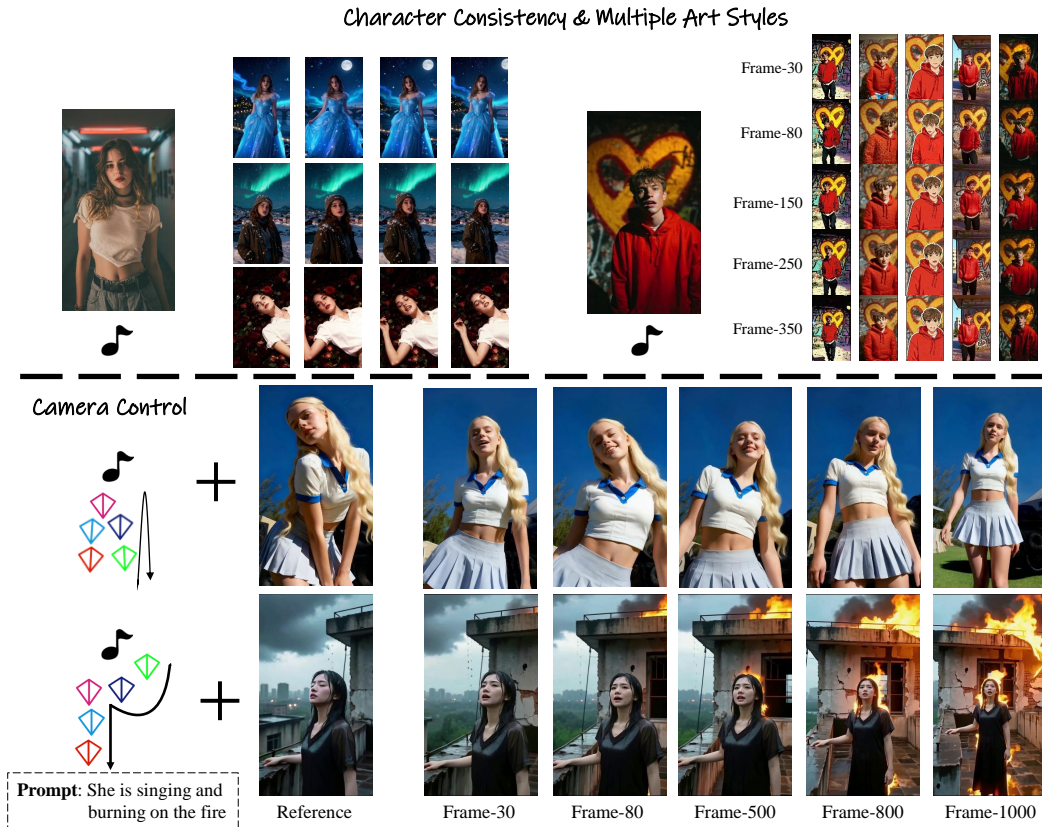 Character Consistency & Multiple Art Styles
Frame-30
Frame-80
Frame-150
Frame-250
Frame-350
Camera Control
Prompt: She is singing and
burning on the fire
Reference
Frame-30
Frame-80
Frame-500
Frame-800
Frame-1000